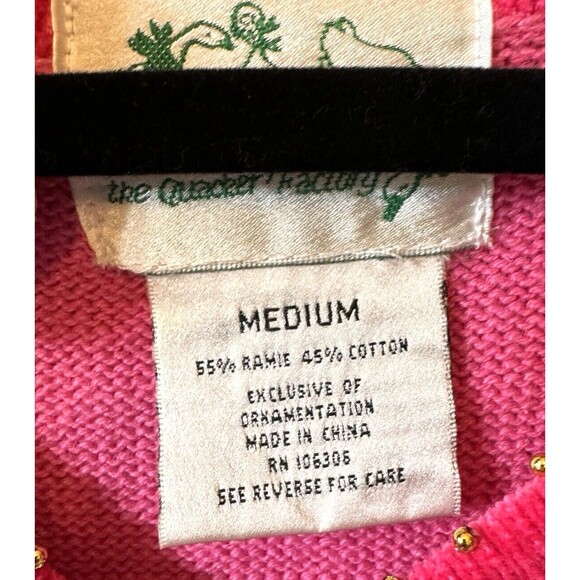 the Quacker Factory
MEDIUM
55% RAMIE 45% COTTON
EXCLUSIVE OF
ORNAMENTATION
MADE IN CHINA
RN 106306
SEE REVERSE FOR CARE